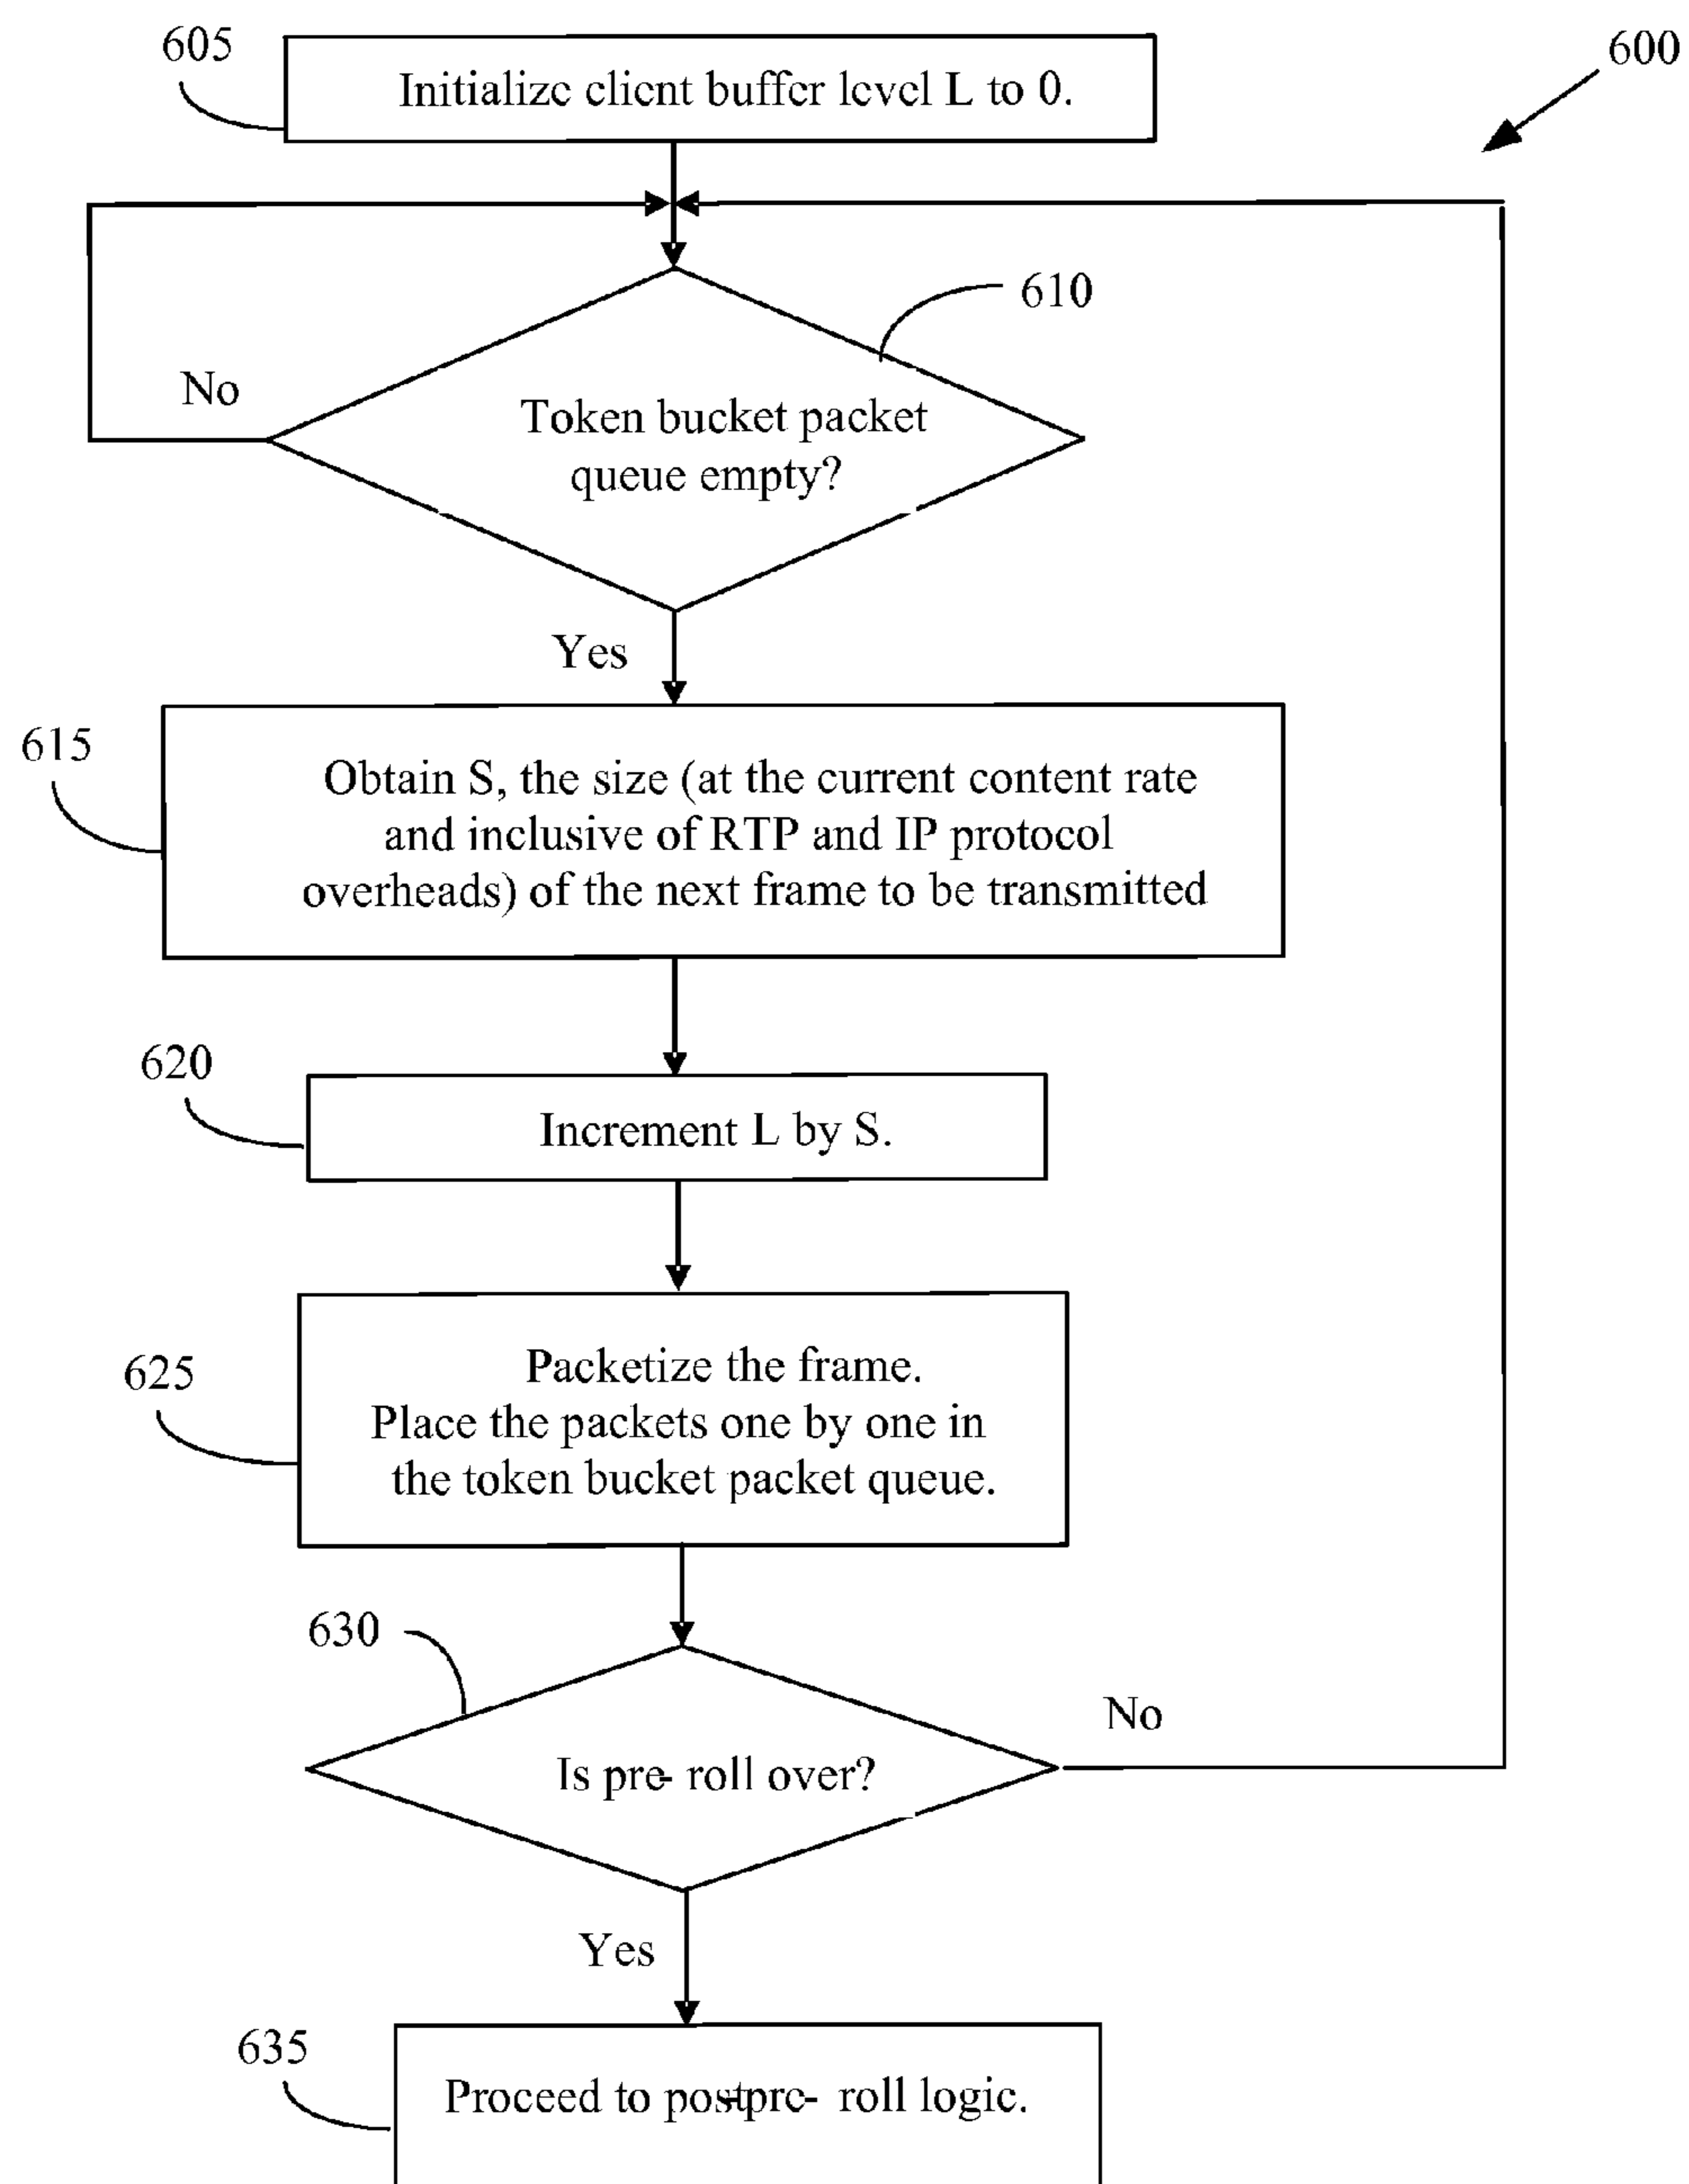 605
Initialize client buffer level L to 0.
600
610
No
Token bucket packet
queue empty?
Yes
615
Obtain S, the size (at the current content rate
and inclusive of RTP and IP protocol
overheads) of the next frame to be transmitted
620
Increment L by S.
625
Packetize the frame.
Place the packets one by one in
the token bucket packet queue.
630
No
Is pre- roll over?
Yes
635
Proceed to post-pre- roll logic.